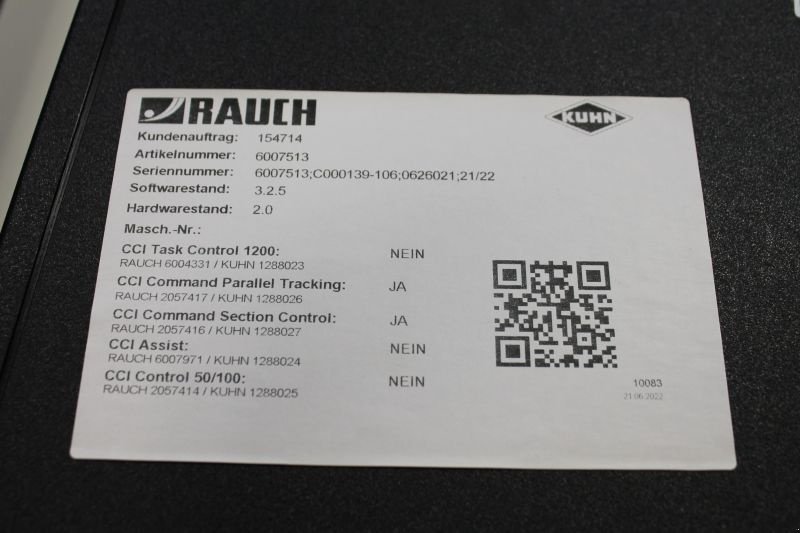 RAUCH
KUHN
Kundenauftrag: 154714
Artikelnummer: 6007513
Seriennummer: 6007513;C000139-106;0626021;21/22
Softwarestand: 3.2.5
Hardwarestand: 2.0
Masch.-Nr.:
CCI Task Control 1200: NEIN
RAUCH 6004331 / KUHN 1288023
CCI Command Parallel Tracking: JA
RAUCH 2057417 / KUHN 1288026
CCI Command Section Control: JA
RAUCH 2057416 / KUHN 1288027
CCI Assist: NEIN
RAUCH 6007971 / KUHN 1288024
CCI Control 50/100: NEIN
RAUCH 2057414 / KUHN 1288025
10083
21.06.2022